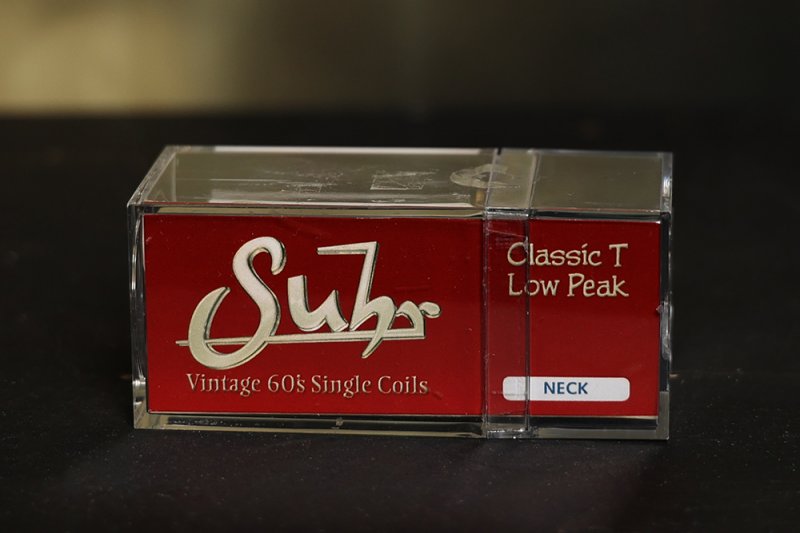 Suhr
Vintage 60's Single Coils
Classic T
Low Peak
NECK